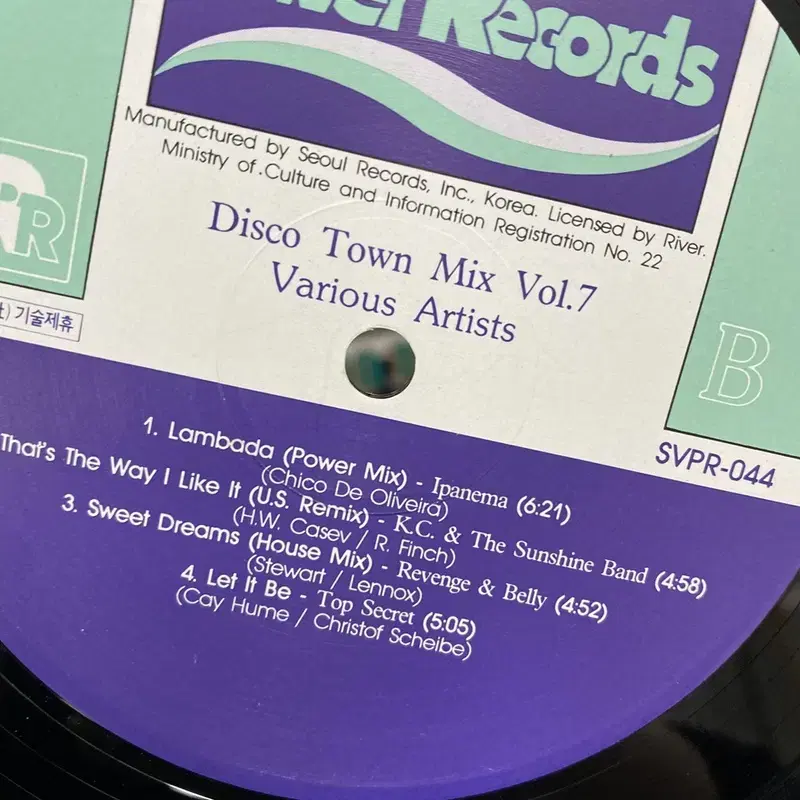 Records
Manufactured by Seoul Records, Inc., Korea. Licensed by River.
Ministry of.Culture and Information Registration No. 22
PR
기술제휴
Disco Town Mix Vol.7
Various Artists
B
SVPR-044
1. Lambada (Power Mix) - Ipanema (6:21)
(Chico De Oliveira)
That's The Way I Like It (U.S. Remix) - K.C. & The Sunshine Band (4:58)
(H.W. Casev / R. Finch)
3. Sweet Dreams (House Mix) - Revenge & Belly (4:52)
(Stewart / Lennox)
4. Let It Be - Top Secret (5:05)
(Cay Hume / Christof Scheibe)